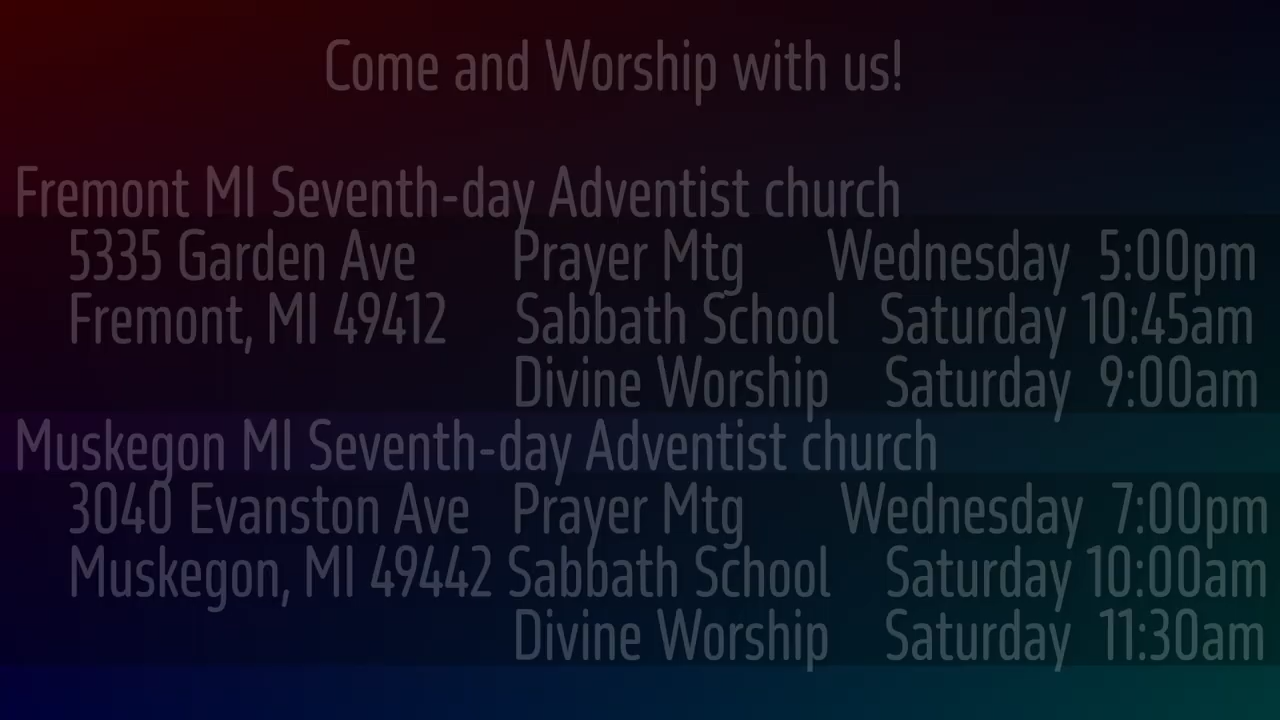 Come and Worship with us!
Fremont MI Seventh-day Adventist church
5335 Garden Ave Prayer Mtg Wednesday 5:00pm
Fremont, MI 49412 Sabbath School Saturday 10:45am
Divine Worship Saturday 9:00am
Muskegon MI Seventh-day Adventist church
3040 Evanston Ave Prayer Mtg Wednesday 7:00pm
Muskegon, MI 49442 Sabbath School Saturday 10:00am
Divine Worship Saturday 11:30am